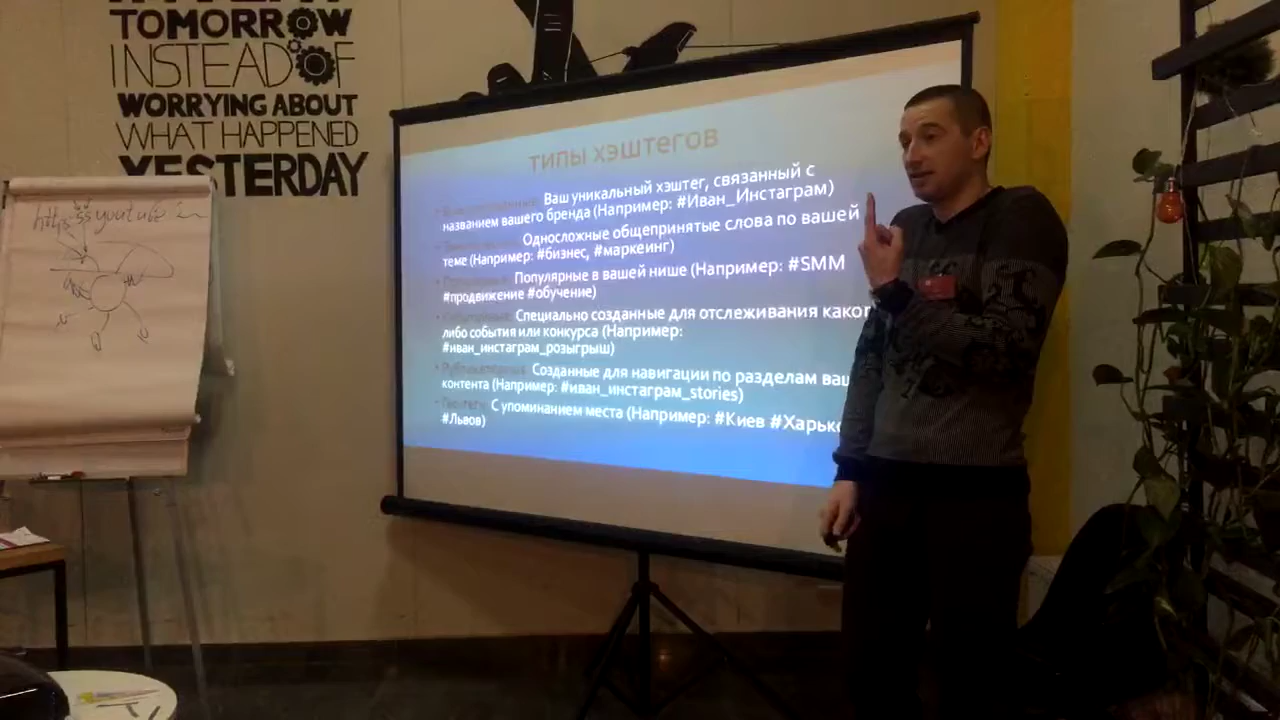 TOMORROW
INSTEAD OF
WORRYING ABOUT
WHAT HAPPENED
YESTERDAY
youtube
типы хэштегов
Ваш уникальный хэштег, связанный с
названием вашего бренда (Например: #Иван_Инстаграм)
Односложные общепринятые слова по вашей
теме (Например: #бизнес, #маркеинг)
Популярные в вашей нише (Например: #SMM
#продвижение #обучение)
Специально созданные для отслеживания каког
либо события или конкурса (Например:
#иван_инстаграм_розыгрыш)
Созданные для навигации по разделам ваш
контента (Например: #иван_инстаграм_stories)
С упоминанием места (Например: #Киев #Харько
#Львов)